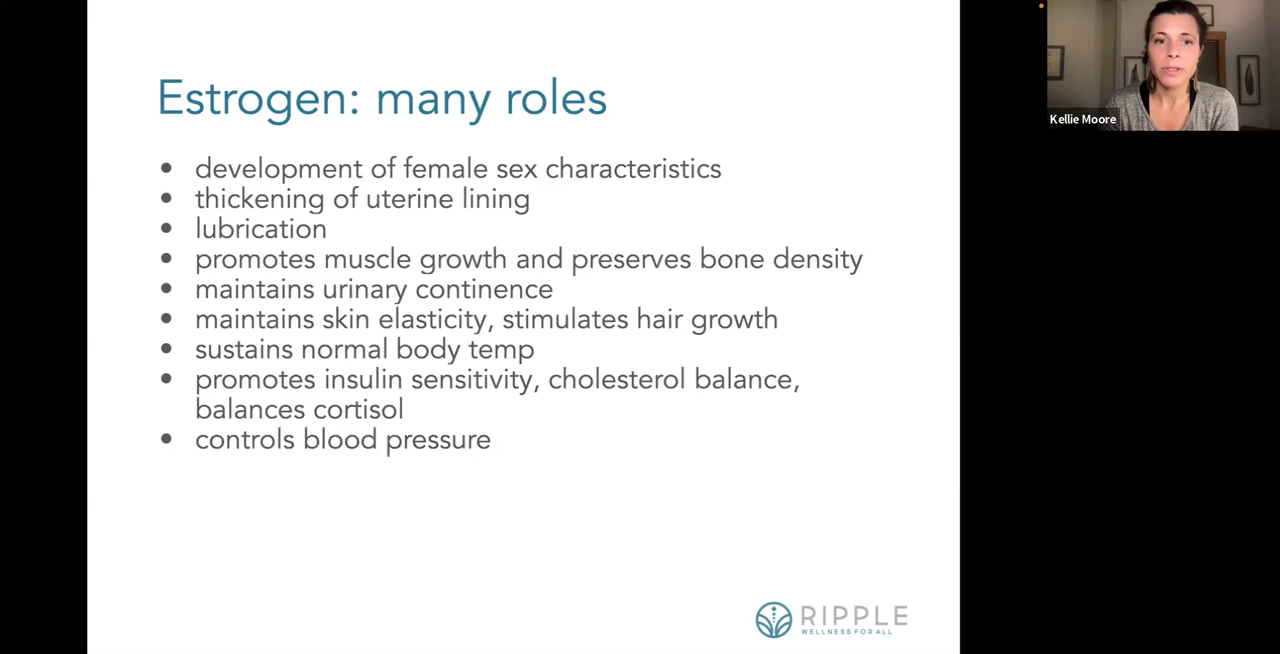 Estrogen: many roles
• development of female sex characteristics
• thickening of uterine lining
• lubrication
• promotes muscle growth and preserves bone density
• maintains urinary continence
• maintains skin elasticity, stimulates hair growth
• sustains normal body temp
• promotes insulin sensitivity, cholesterol balance,
balances cortisol
• controls blood pressure
Kellie Moore
RIPPLE
WELLNESS FOR ALL